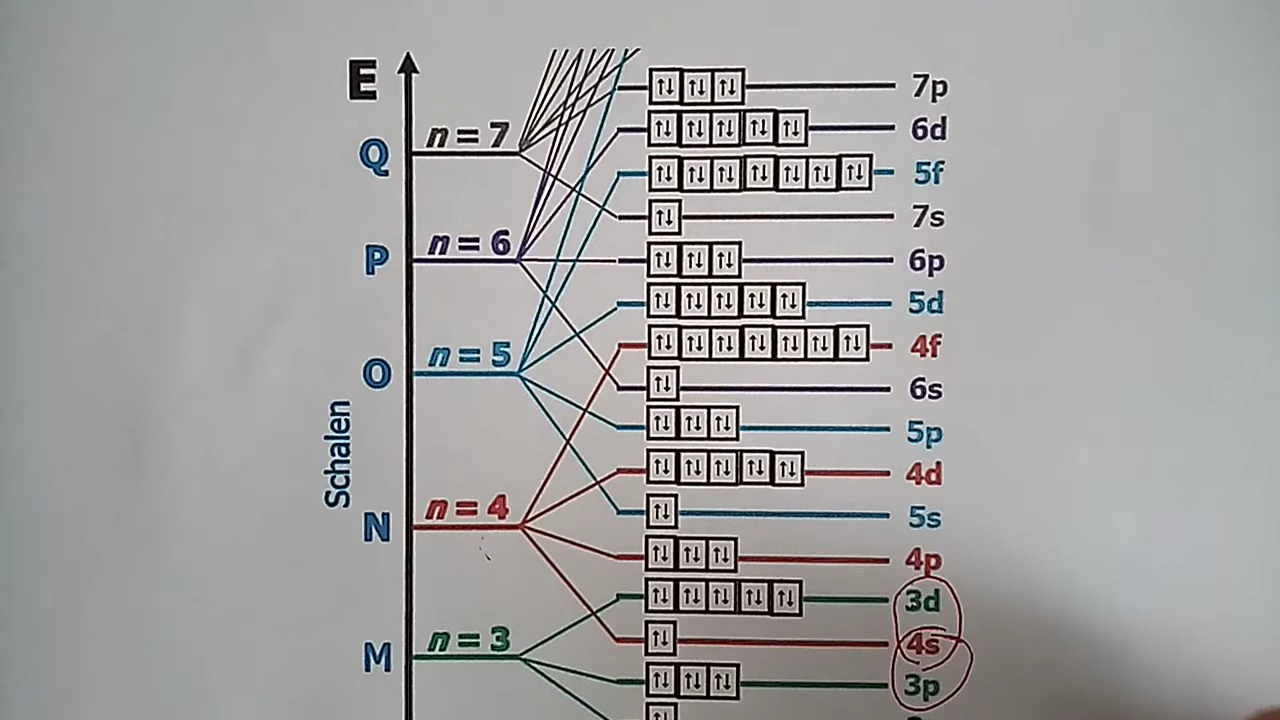 E
7p
6d
Q
n = 7
5f
7s
P
n = 6
6p
5d
O
n = 5
4f
6s
5p
Schalen
4d
N
n = 4
5s
4p
3d
M
n = 3
4s
3p